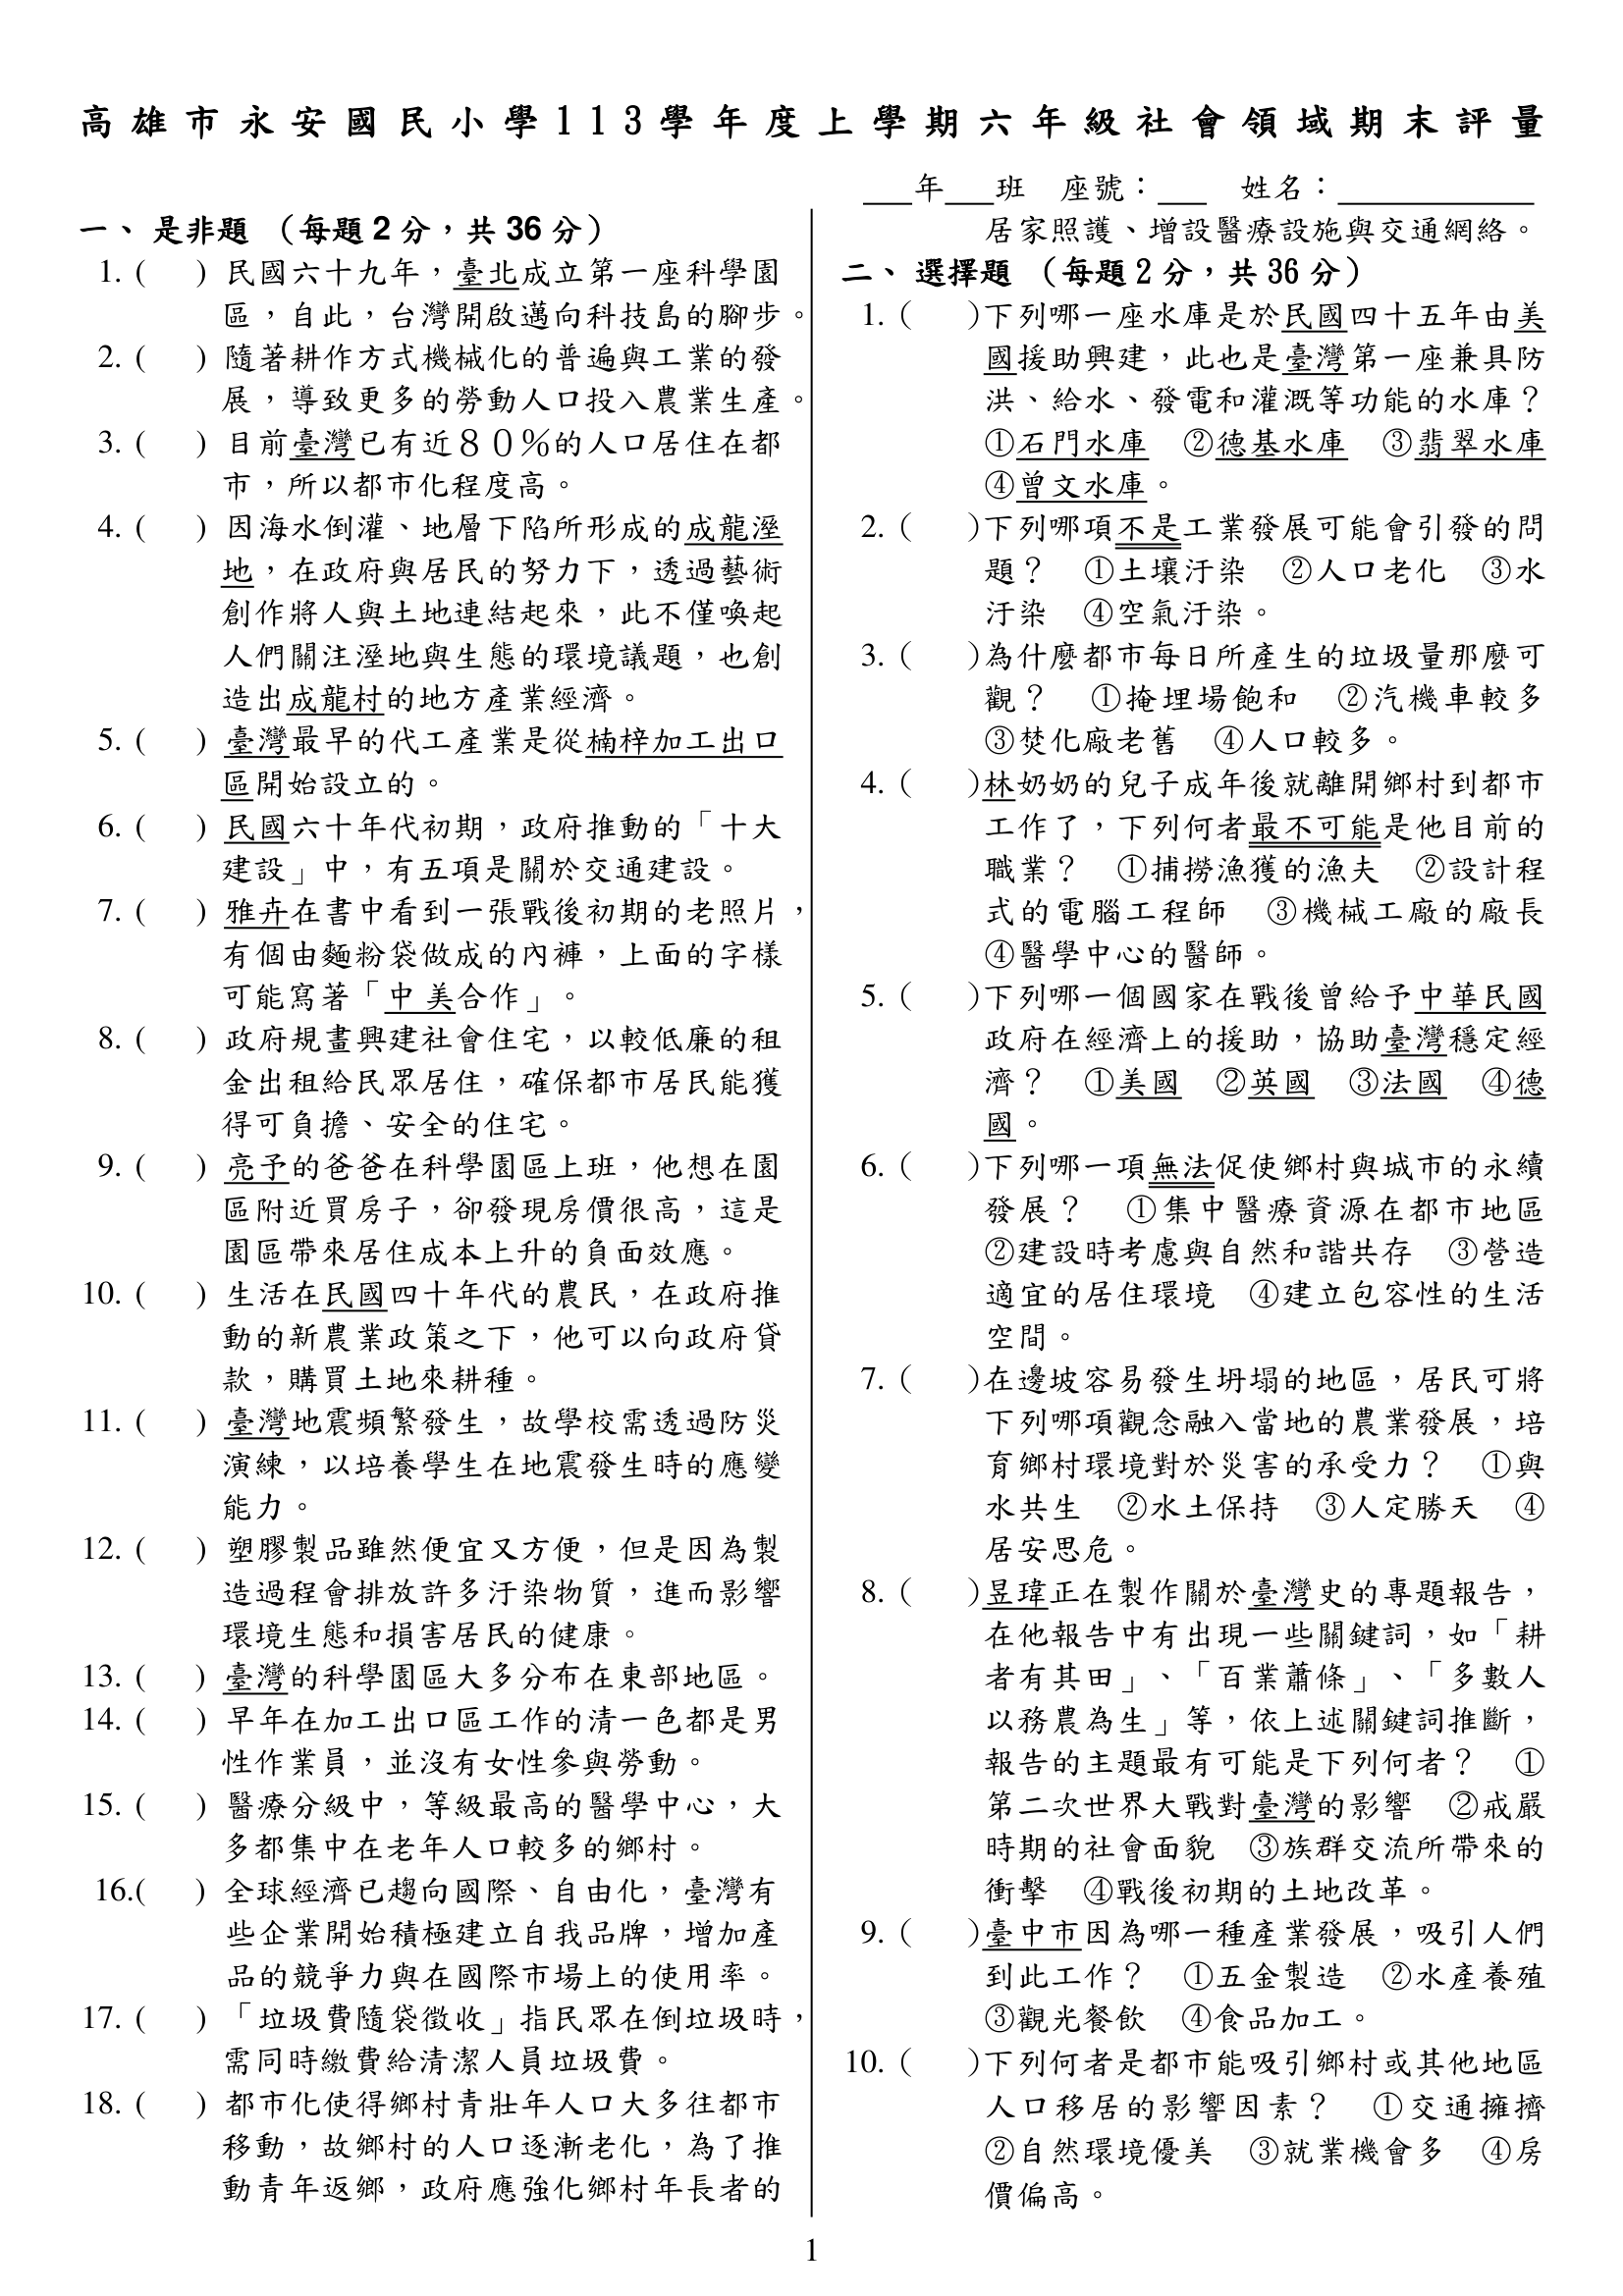 高雄市永安國民小學113學年度上學期六年級社會領域期末評量
___年___班　座號：___　姓名：____________
一、 是非題 （每題 2 分，共 36 分）
1. (　) 民國六十九年，臺北成立第一座科學園
區，自此，台灣開啟邁向科技島的腳步。
2. (　) 隨著耕作方式機械化的普遍與工業的發
展，導致更多的勞動人口投入農業生產。
3. (　) 目前臺灣已有近８０%的人口居住在都
市，所以都市化程度高。
4. (　) 因海水倒灌、地層下陷所形成的成龍溼
地，在政府與居民的努力下，透過藝術
創作將人與土地連結起來，此不僅喚起
人們關注溼地與生態的環境議題，也創
造出成龍村的地方產業經濟。
5. (　) 臺灣最早的代工產業是從楠梓加工出口
區開始設立的。
6. (　) 民國六十年代初期，政府推動的「十大
建設」中，有五項是關於交通建設。
7. (　) 雅卉在書中看到一張戰後初期的老照片，
有個由麵粉袋做成的內褲，上面的字樣
可能寫著「中 美合作」。
8. (　) 政府規畫興建社會住宅，以較低廉的租
金出租給民眾居住，確保都市居民能獲
得可負擔、安全的住宅。
9. (　) 亮予的爸爸在科學園區上班，他想在園
區附近買房子，卻發現房價很高，這是
園區帶來居住成本上升的負面效應。
10. (　) 生活在民國四十年代的農民，在政府推
動的新農業政策之下，他可以向政府貸
款，購買土地來耕種。
11. (　) 臺灣地震頻繁發生，故學校需透過防災
演練，以培養學生在地震發生時的應變
能力。
12. (　) 塑膠製品雖然便宜又方便，但是因為製
造過程會排放許多汙染物質，進而影響
環境生態和損害居民的健康。
13. (　) 臺灣的科學園區大多分布在東部地區。
14. (　) 早年在加工出口區工作的清一色都是男
性作業員，並沒有女性參與勞動。
15. (　) 醫療分級中，等級最高的醫學中心，大
多都集中在老年人口較多的鄉村。
16.(　) 全球經濟已趨向國際、自由化，臺灣有
些企業開始積極建立自我品牌，增加產
品的競爭力與在國際市場上的使用率。
17. (　) 「垃圾費隨袋徵收」指民眾在倒垃圾時，
需同時繳費給清潔人員垃圾費。
18. (　) 都市化使得鄉村青壯年人口大多往都市
移動，故鄉村的人口逐漸老化，為了推
動青年返鄉，政府應強化鄉村年長者的
居家照護、增設醫療設施與交通網絡。
二、 選擇題 （每題 2 分，共 36 分）
1. (　)下列哪一座水庫是於民國四十五年由美
國援助興建，此也是臺灣第一座兼具防
洪、給水、發電和灌溉等功能的水庫？
①石門水庫　②德基水庫　③翡翠水庫
④曾文水庫。
2. (　)下列哪項不是工業發展可能會引發的問
題？　①土壤汙染　②人口老化　③水
汙染　④空氣汙染。
3. (　)為什麼都市每日所產生的垃圾量那麼可
觀？　①掩埋場飽和　②汽機車較多
③焚化廠老舊　④人口較多。
4. (　)林奶奶的兒子成年後就離開鄉村到都市
工作了，下列何者最不可能是他目前的
職業？　①捕撈漁獲的漁夫　②設計程
式的電腦工程師　③機械工廠的廠長
④醫學中心的醫師。
5. (　)下列哪一個國家在戰後曾給予中華民國
政府在經濟上的援助，協助臺灣穩定經
濟？　①美國　②英國　③法國　④德
國。
6. (　)下列哪一項無法促使鄉村與城市的永續
發展？　①集中醫療資源在都市地區
②建設時考慮與自然和諧共存　③營造
適宜的居住環境　④建立包容性的生活
空間。
7. (　)在邊坡容易發生坍塌的地區，居民可將
下列哪項觀念融入當地的農業發展，培
育鄉村環境對於災害的承受力？　①與
水共生　②水土保持　③人定勝天　④
居安思危。
8. (　)昱瑋正在製作關於臺灣史的專題報告，
在他報告中有出現一些關鍵詞，如「耕
者有其田」、「百業蕭條」、「多數人
以務農為生」等，依上述關鍵詞推斷，
報告的主題最有可能是下列何者？　①
第二次世界大戰對臺灣的影響　②戒嚴
時期的社會面貌　③族群交流所帶來的
衝擊　④戰後初期的土地改革。
9. (　)臺中市因為哪一種產業發展，吸引人們
到此工作？　①五金製造　②水產養殖
③觀光餐飲　④食品加工。
10. (　)下列何者是都市能吸引鄉村或其他地區
人口移居的影響因素？　①交通擁擠
②自然環境優美　③就業機會多　④房
價偏高。
1